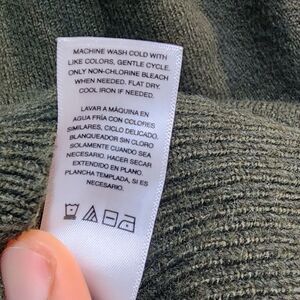 MACHINE WASH COLD WITH
LIKE COLORS, GENTLE CYCLE.
ONLY NON-CHLORINE BLEACH
WHEN NEEDED. FLAT DRY.
COOL IRON IF NEEDED.
LAVAR A MÁQUINA EN
AGUA FRÍA CON COLORES
SIMILARES, CICLO DELICADO.
BLANQUEADOR SIN CLORO
SOLAMENTE CUANDO SEA
NECESARIO. HACER SECAR
EXTENDIDO EN PLANO.
PLANCHA TEMPLADA, SI ES
NECESARIO.